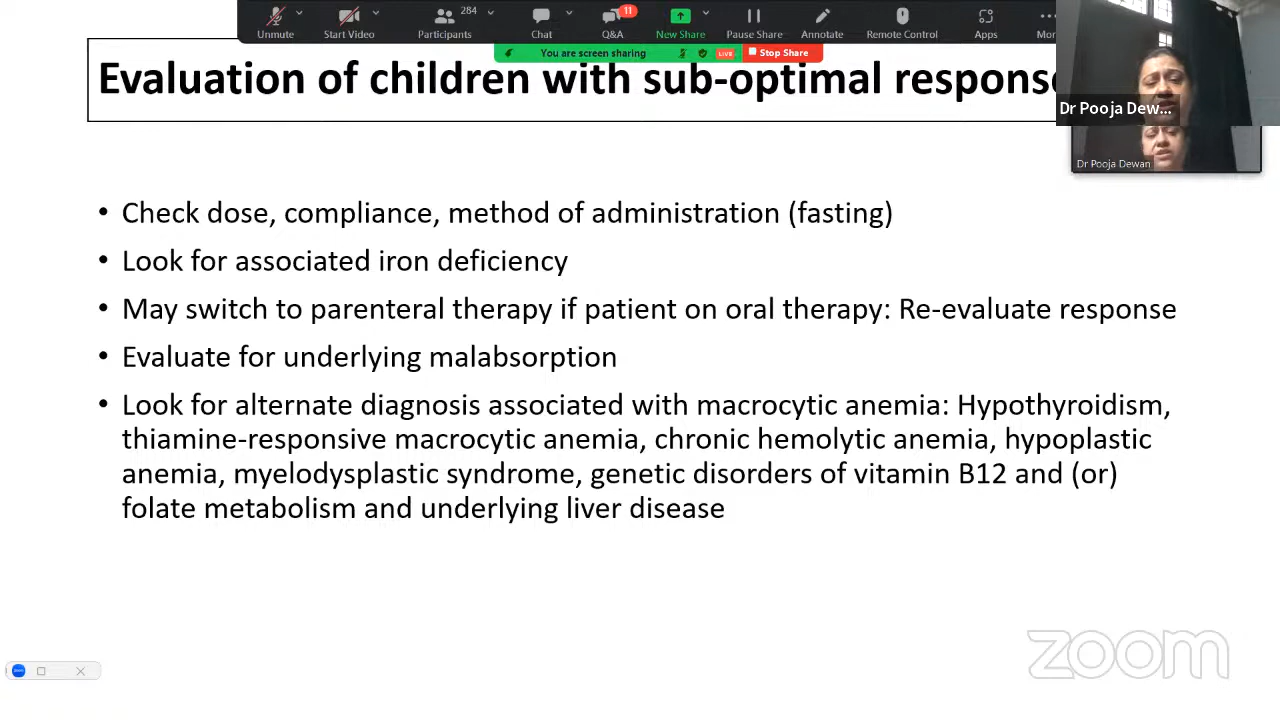 Unmute
Start Video
284
Participants
Chat
11
Q&A
New Share
Pause Share
Annotate
Remote Control
Apps
You are screen sharing
LIVE
Stop Share
Evaluation of children with sub-optimal response
Dr Pooja Dew...
Dr Pooja Dewan
• Check dose, compliance, method of administration (fasting)
• Look for associated iron deficiency
• May switch to parenteral therapy if patient on oral therapy: Re-evaluate response
• Evaluate for underlying malabsorption
• Look for alternate diagnosis associated with macrocytic anemia: Hypothyroidism,
thiamine-responsive macrocytic anemia, chronic hemolytic anemia, hypoplastic
anemia, myelodysplastic syndrome, genetic disorders of vitamin B12 and (or)
folate metabolism and underlying liver disease
zoom